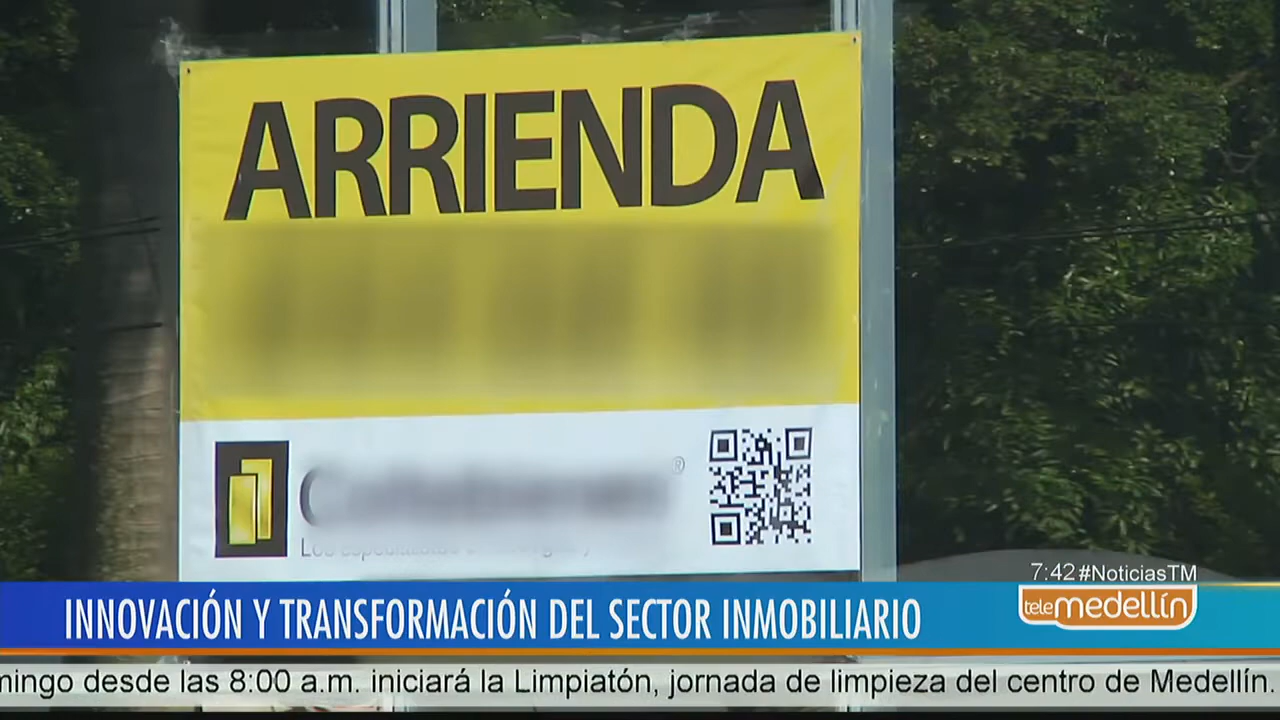 ARRIENDA
®
7:42 #NoticiasTM
telemedellín
INNOVACIÓN Y TRANSFORMACIÓN DEL SECTOR INMOBILIARIO
mingo desde las 8:00 a.m. iniciará la Limpiatón, jornada de limpieza del centro de Medellín.